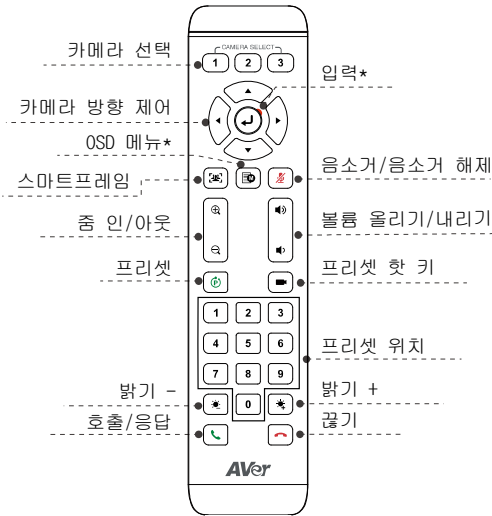 카메라 선택
CAMERA SELECT
1 2 3
입력*
카메라 방향 제어
OSD 메뉴*
스마트프레임
음소거/음소거 해제
줌 인/아웃
볼륨 올리기/내리기
프리셋
P
프리셋 핫 키
1 2 3
4 5 6
7 8 9
0
프리셋 위치
밝기 -
밝기 +
호출/응답
끊기
AVer